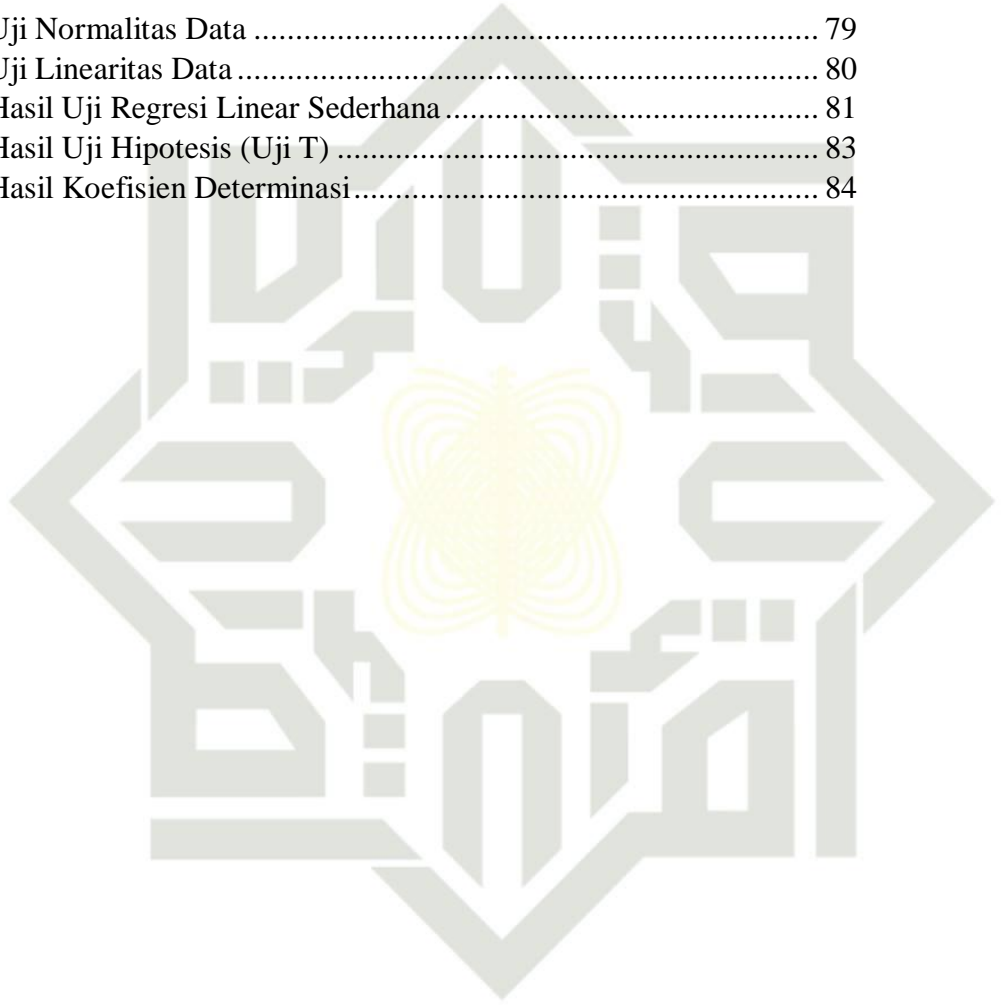 Uji Normalitas Data ..................................................................... 79
Uji Linearitas Data ....................................................................... 80
Hasil Uji Regresi Linear Sederhana .............................................. 81
Hasil Uji Hipotesis (Uji T) ........................................................... 83
Hasil Koefisien Determinasi ......................................................... 84